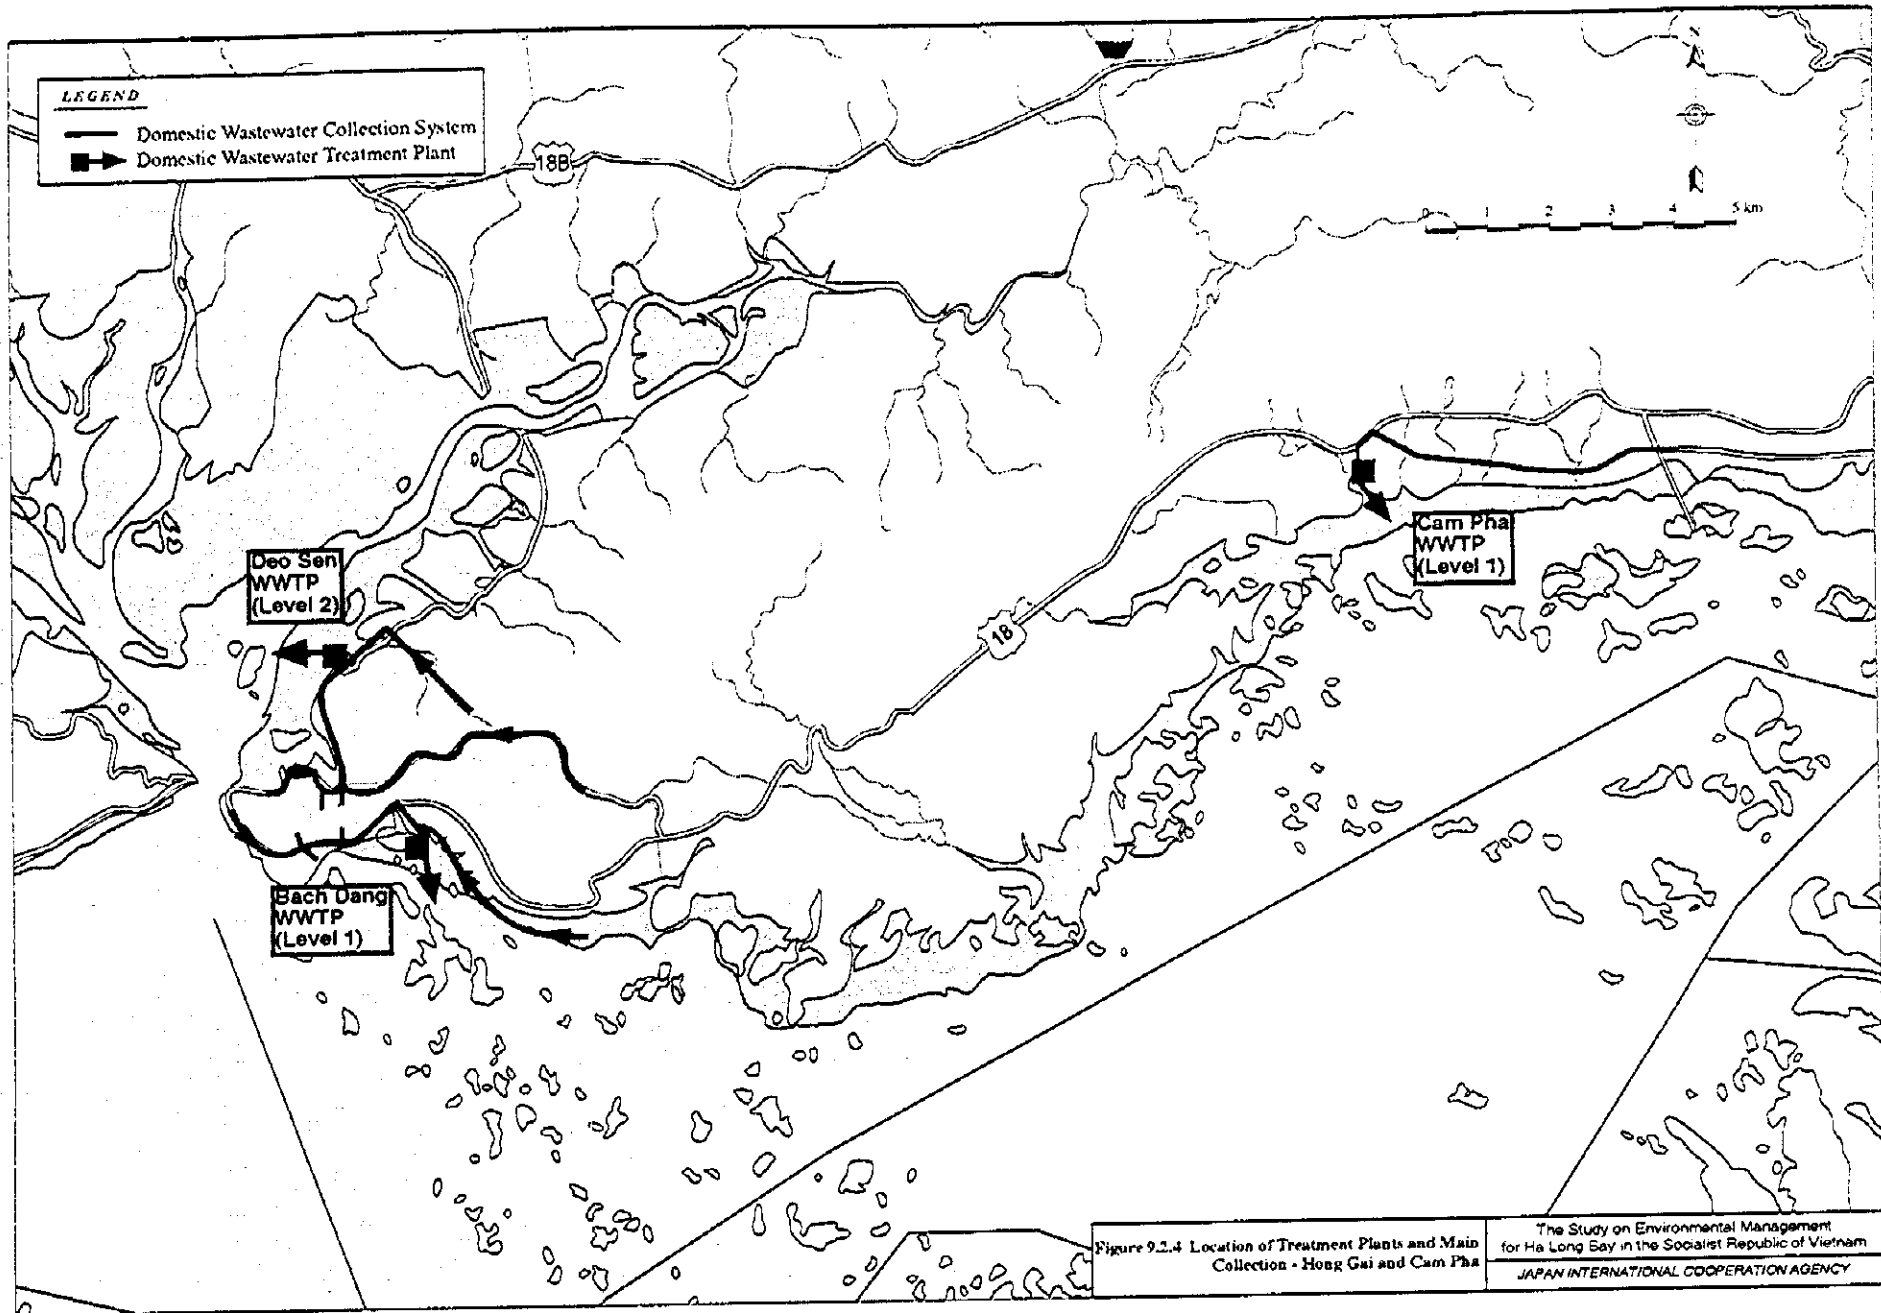 LEGEND
Domestic Wastewater Collection System
Domestic Wastewater Treatment Plant
18B
N
0 1 2 3 4 5 km
Deo Sen
WWTP
(Level 2)
Cam Pha
WWTP
(Level 1)
18
Bach Dang
WWTP
(Level 1)
Figure 9.2.4 Location of Treatment Plants and Main
Collection - Hong Gai and Cam Pha
The Study on Environmental Management
for Ha Long Bay in the Socialist Republic of Vietnam
JAPAN INTERNATIONAL COOPERATION AGENCY